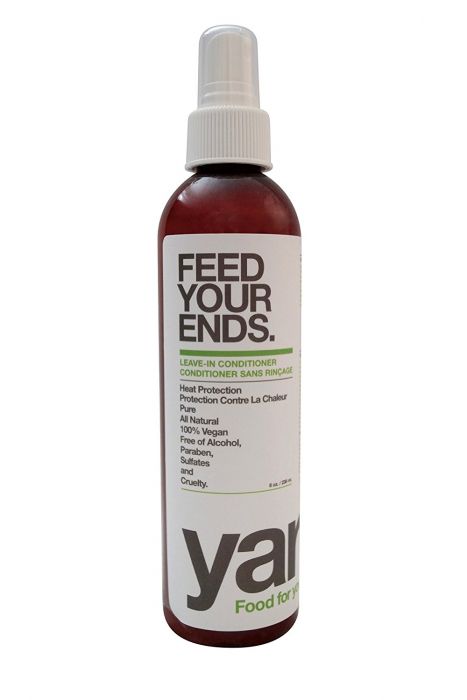 FEED
YOUR
ENDS.
LEAVE-IN CONDITIONER
CONDITIONER SANS RINÇAGE
Heat Protection
Protection Contre La Chaleur
Pure
All Natural
100% Vegan
Free of Alcohol,
Paraben,
Sulfates
and
Cruelty.
8 oz. / 236 mL
yar
Food for yo